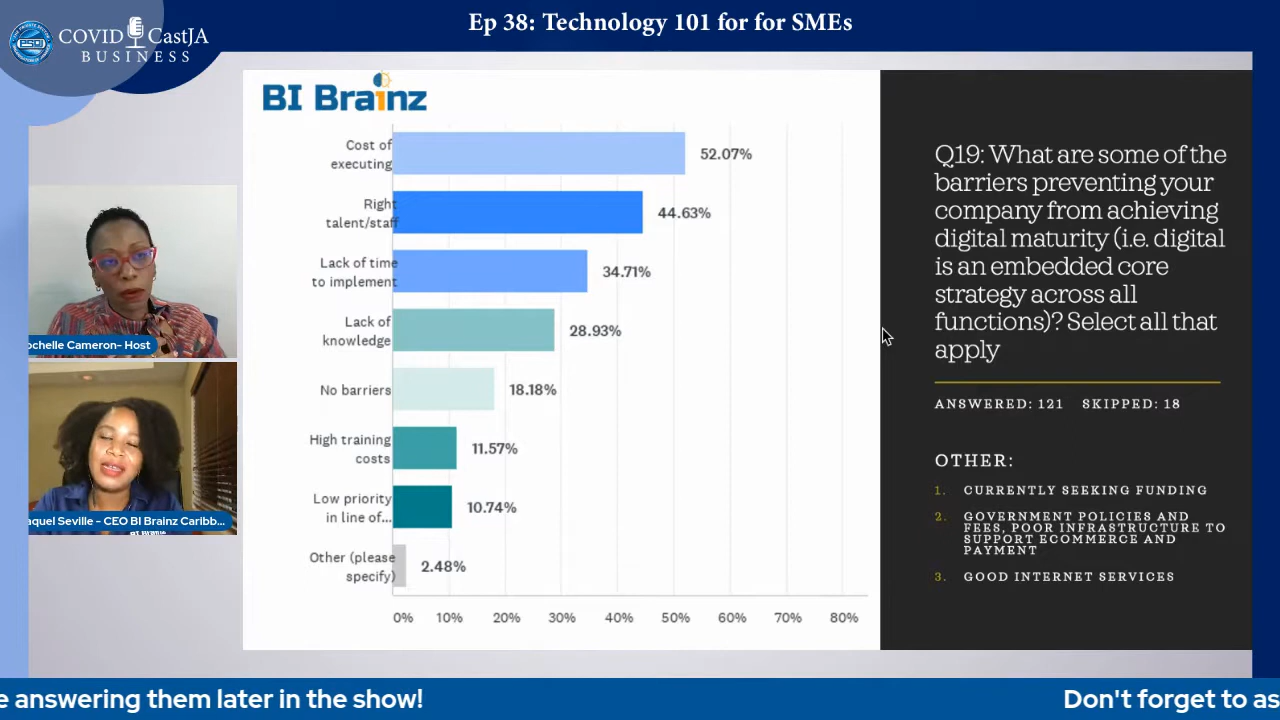 Ep 38: Technology 101 for for SMEs
COVID CastJA
BUSINESS
PSOJ
BI Brainz
Cost of
executing
52.07%
Right
talent/staff
44.63%
Lack of time
to implement
34.71%
Lack of
knowledge
28.93%
No barriers
18.18%
High training
costs
11.57%
Low priority
in line of...
10.74%
Other (please
specify)
2.48%
0% 10% 20% 30% 40% 50% 60% 70% 80%
Q19: What are some of the
barriers preventing your
company from achieving
digital maturity (i.e. digital
is an embedded core
strategy across all
functions)? Select all that
apply
ANSWERED: 121 SKIPPED: 18
OTHER:
1. CURRENTLY SEEKING FUNDING
2. GOVERNMENT POLICIES AND
FEES, POOR INFRASTRUCTURE TO
SUPPORT ECOMMERCE AND
PAYMENT
3. GOOD INTERNET SERVICES
ochelle Cameron- Host
aquel Seville - CEO BI Brainz Caribb...
e answering them later in the show!
Don't forget to as